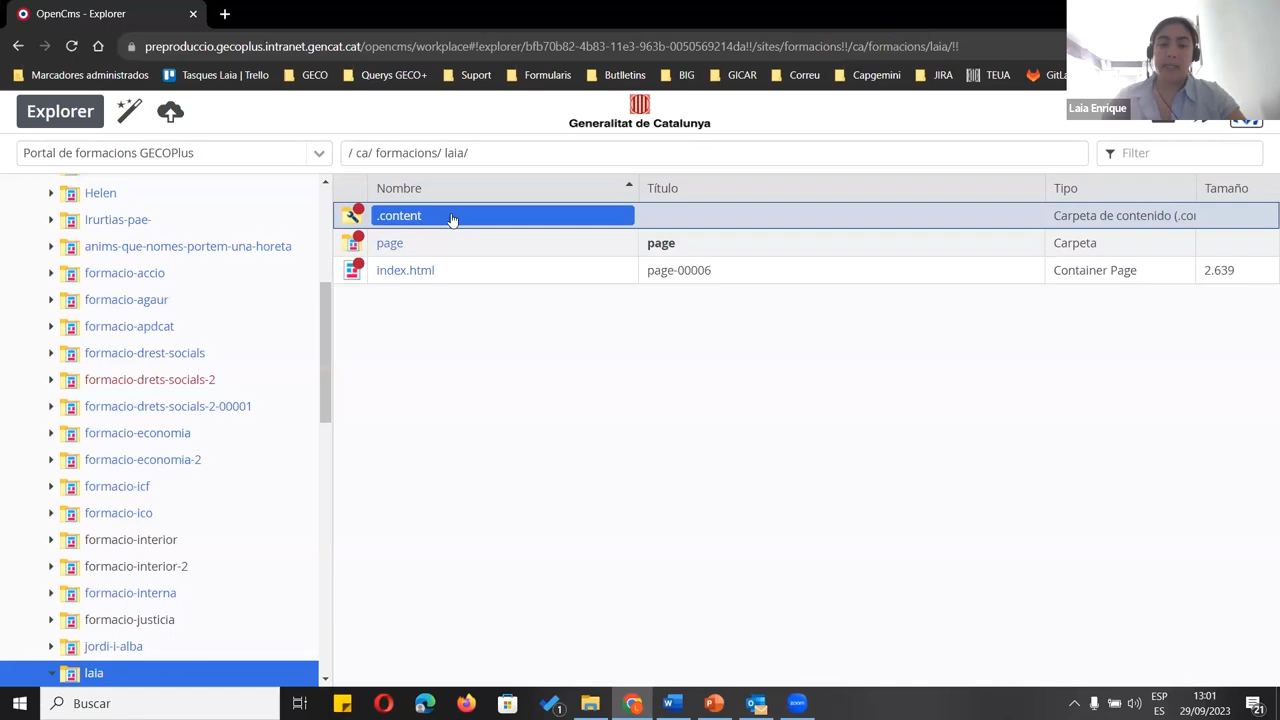 OpenCms
preproduccio.gecoplus.intranet.gencat.cat/opencms/workplace#!explorer/bfb70b82-4b83-11e3-963b-0050569214da!!/sites/formacions!!/ca/formacions/laia/!!
Marcadores administrados
Tasques Laia | Trello
GECO
Querys Geco+
Suport
Formularis
Butlletins
BIG
GICAR
Correu
Capgemini
JIRA
TEUA
GitLa
Laia Enrique
Explorer
Generalitat de Catalunya
Portal de formacions GECOPlus
/ ca/ formacions/ laia/
Filter
Nombre Título Tipo Tamaño
.content Carpeta de contenido (.co
page page Carpeta
index.html page-00006 Container Page 2.639
Helen
Irurtias-pae-
anims-que-nomes-portem-una-horeta
formacio-accio
formacio-agaur
formacio-apdcat
formacio-drest-socials
formacio-drets-socials-2
formacio-drets-socials-2-00001
formacio-economia
formacio-economia-2
formacio-icf
formacio-ico
formacio-interior
formacio-interior-2
formacio-interna
formacio-justicia
jordi-i-alba
laia
Buscar
1
ESP
ES
13:01
29/09/2023
21